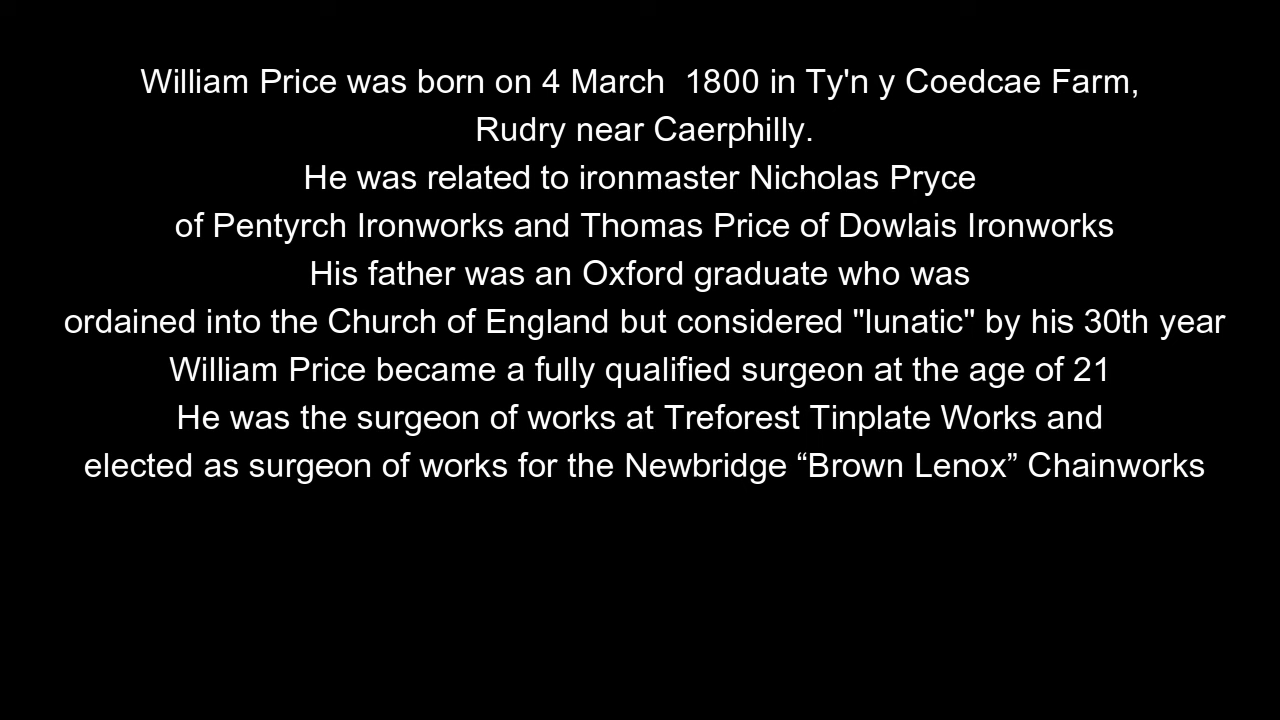 William Price was born on 4 March  1800 in Ty'n y Coedcae Farm,
Rudry near Caerphilly.
He was related to ironmaster Nicholas Pryce
of Pentyrch Ironworks and Thomas Price of Dowlais Ironworks
His father was an Oxford graduate who was
ordained into the Church of England but considered "lunatic" by his 30th year
William Price became a fully qualified surgeon at the age of 21
He was the surgeon of works at Treforest Tinplate Works and
elected as surgeon of works for the Newbridge “Brown Lenox” Chainworks